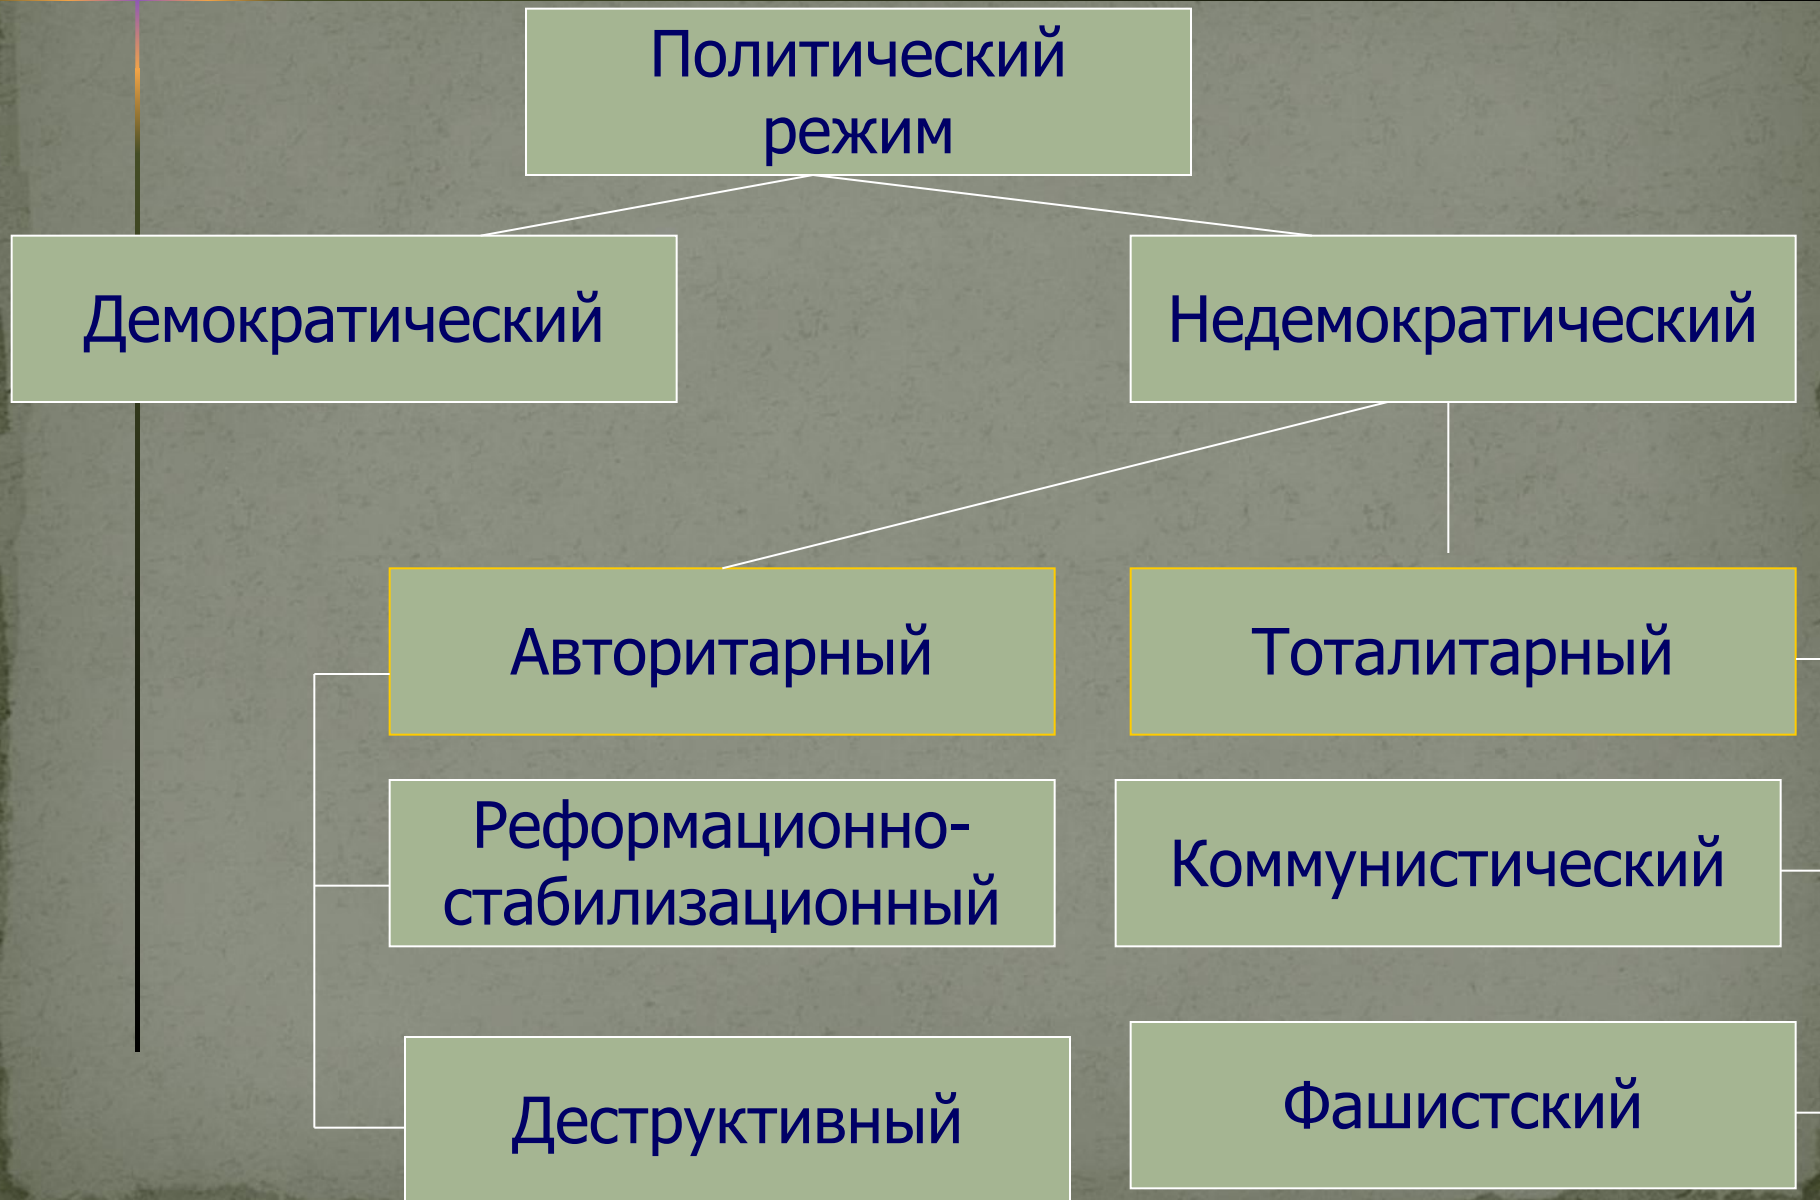 Политический
режим
Демократический
Недемократический
Авторитарный
Тоталитарный
Реформационно-
стабилизационный
Коммунистический
Деструктивный
Фашистский